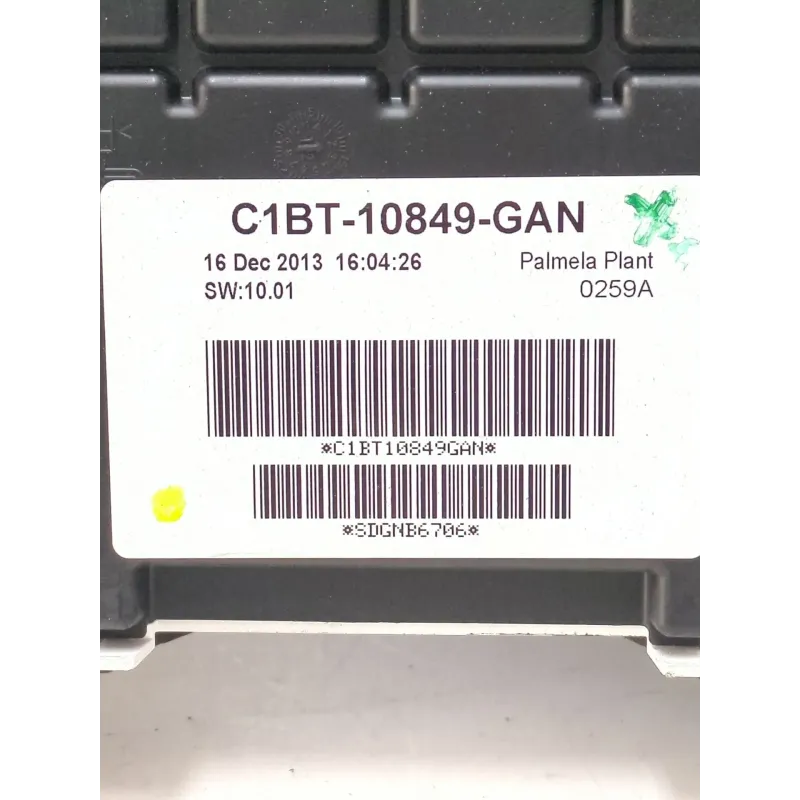 C1BT-10849-GAN
16 Dec 2013 16:04:26 Palmela Plant
SW:10.01 0259A
*C1BT10849GAN*
*SDGNB6706*